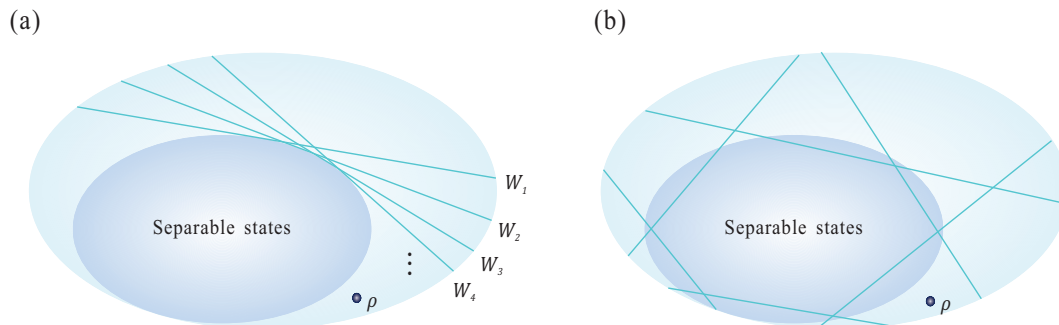 (a)
Separable states
W₁
W₂
W₃
W₄
⋮
ρ
(b)
Separable states
ρ